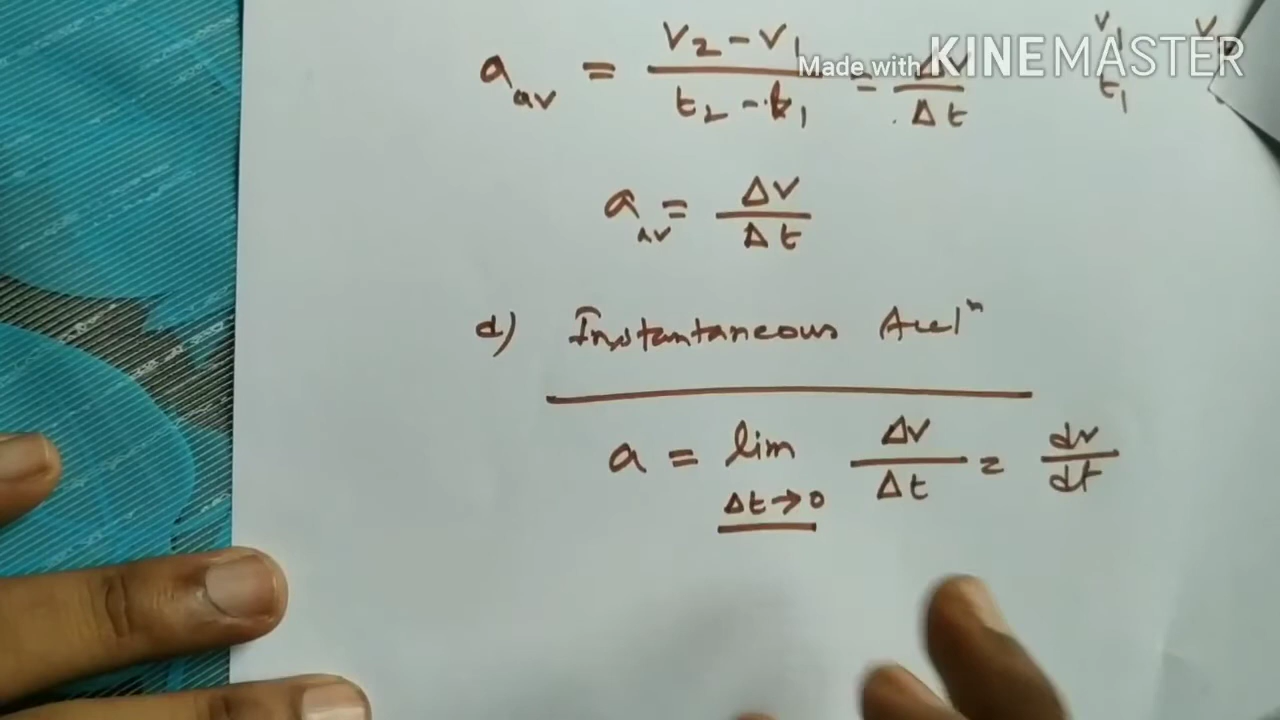 a_av = v₂ - v₁ / t₂ - t₁ = Δv / Δt
v₁
t₁
Made with KINEMASTER
a_av = Δv / Δt
d) Instantaneous Accl^n
a = lim Δt→0 Δv / Δt = dv / dt